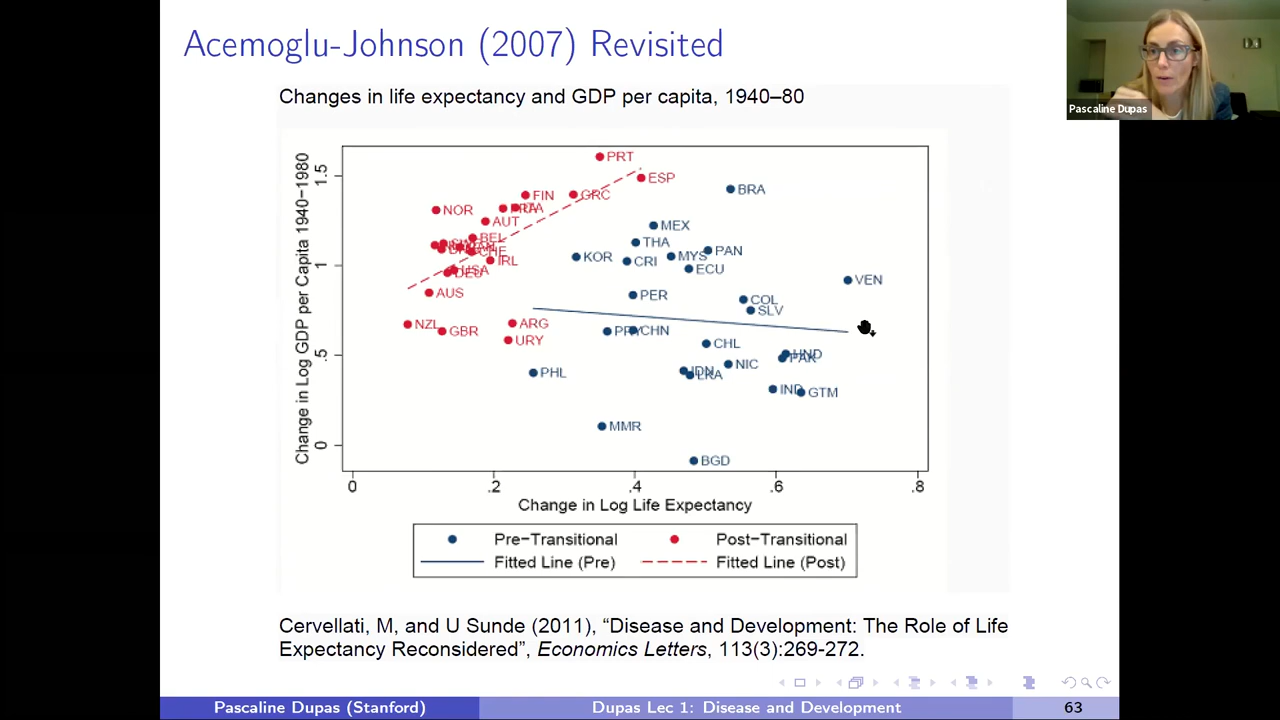 Acemoglu-Johnson (2007) Revisited
Pascaline Dupas
Changes in life expectancy and GDP per capita, 1940–80
Change in Log GDP per Capita 1940−1980
1.5
1
.5
0
PRT
ESP
FIN
GRC
NOR
ITA
AUT
BEL
CHE
IRL
USA
DEU
AUS
NZL
GBR
ARG
URY
BRA
MEX
THA
PAN
KOR
CRI
MYS
ECU
VEN
PER
COL
SLV
PRY
CHN
CHL
HND
PAK
NIC
IDN
LKA
PHL
IND
GTM
MMR
BGD
0 .2 .4 .6 .8
Change in Log Life Expectancy
Pre−Transitional Post−Transitional
Fitted Line (Pre) Fitted Line (Post)
Cervellati, M, and U Sunde (2011), “Disease and Development: The Role of Life
Expectancy Reconsidered”, Economics Letters, 113(3):269-272.
Pascaline Dupas (Stanford) Dupas Lec 1: Disease and Development 63